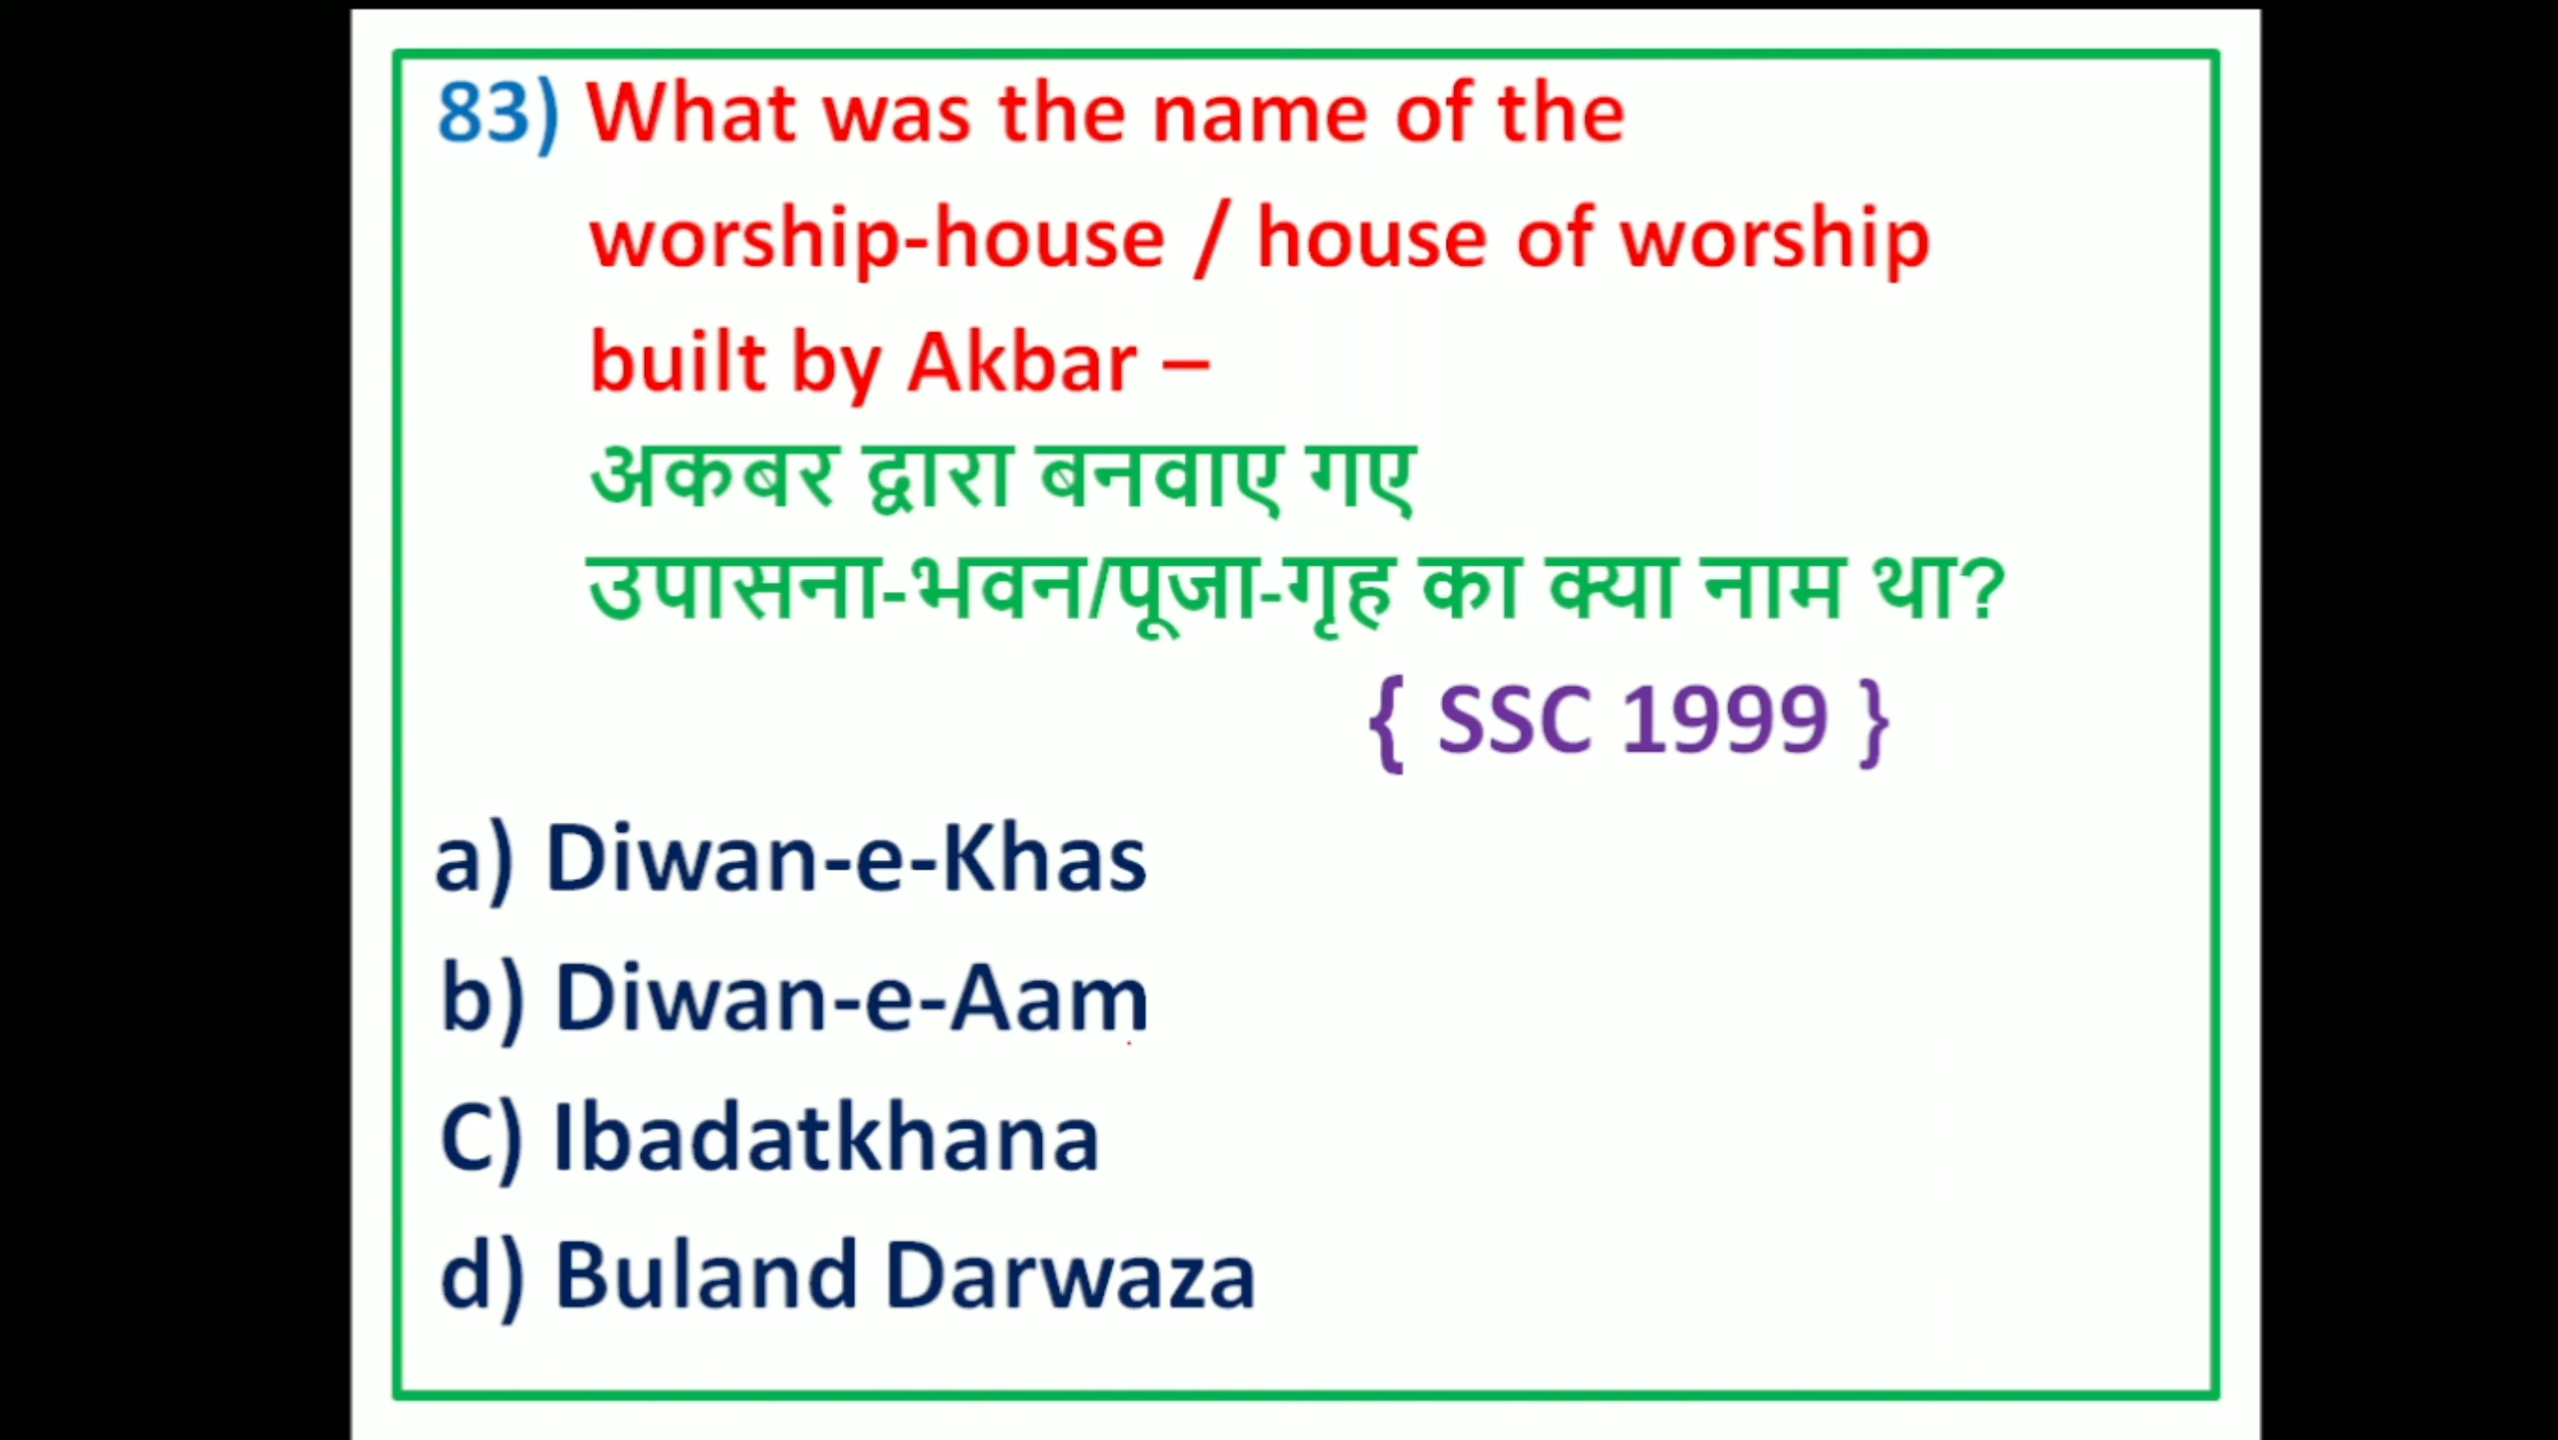 83) What was the name of the
worship-house / house of worship
built by Akbar –
अकबर द्वारा बनवाए गए
उपासना-भवन/पूजा-गृह का क्या नाम था?
{ SSC 1999 }
a) Diwan-e-Khas
b) Diwan-e-Aam
C) Ibadatkhana
d) Buland Darwaza